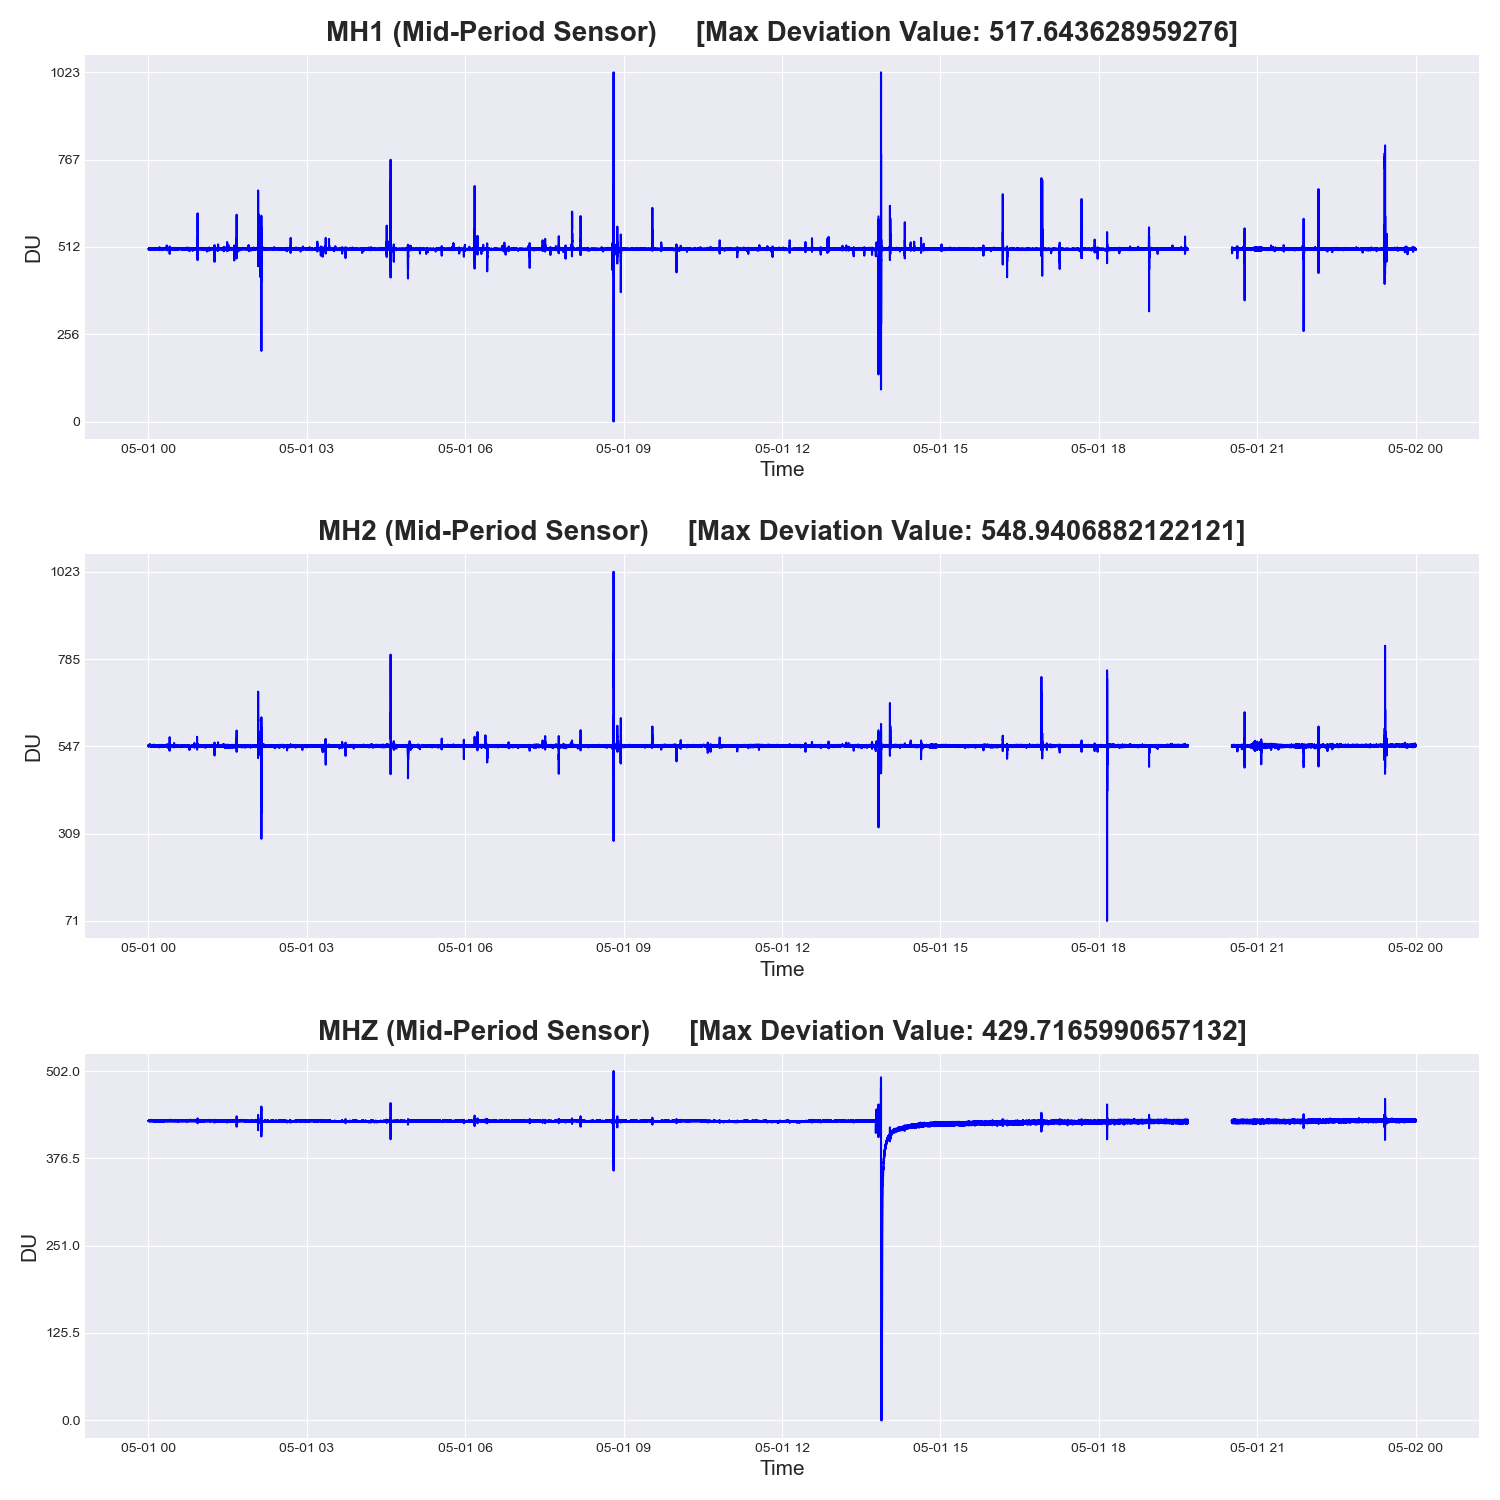 MH1 (Mid-Period Sensor) [Max Deviation Value: 517.643628959276]
1023
767
512
256
0
DU
05-01 00 05-01 03 05-01 06 05-01 09 05-01 12 05-01 15 05-01 18 05-01 21 05-02 00
Time
MH2 (Mid-Period Sensor) [Max Deviation Value: 548.9406882122121]
1023
785
547
309
71
DU
05-01 00 05-01 03 05-01 06 05-01 09 05-01 12 05-01 15 05-01 18 05-01 21 05-02 00
Time
MHZ (Mid-Period Sensor) [Max Deviation Value: 429.7165990657132]
502.0
376.5
251.0
125.5
0.0
DU
05-01 00 05-01 03 05-01 06 05-01 09 05-01 12 05-01 15 05-01 18 05-01 21 05-02 00
Time